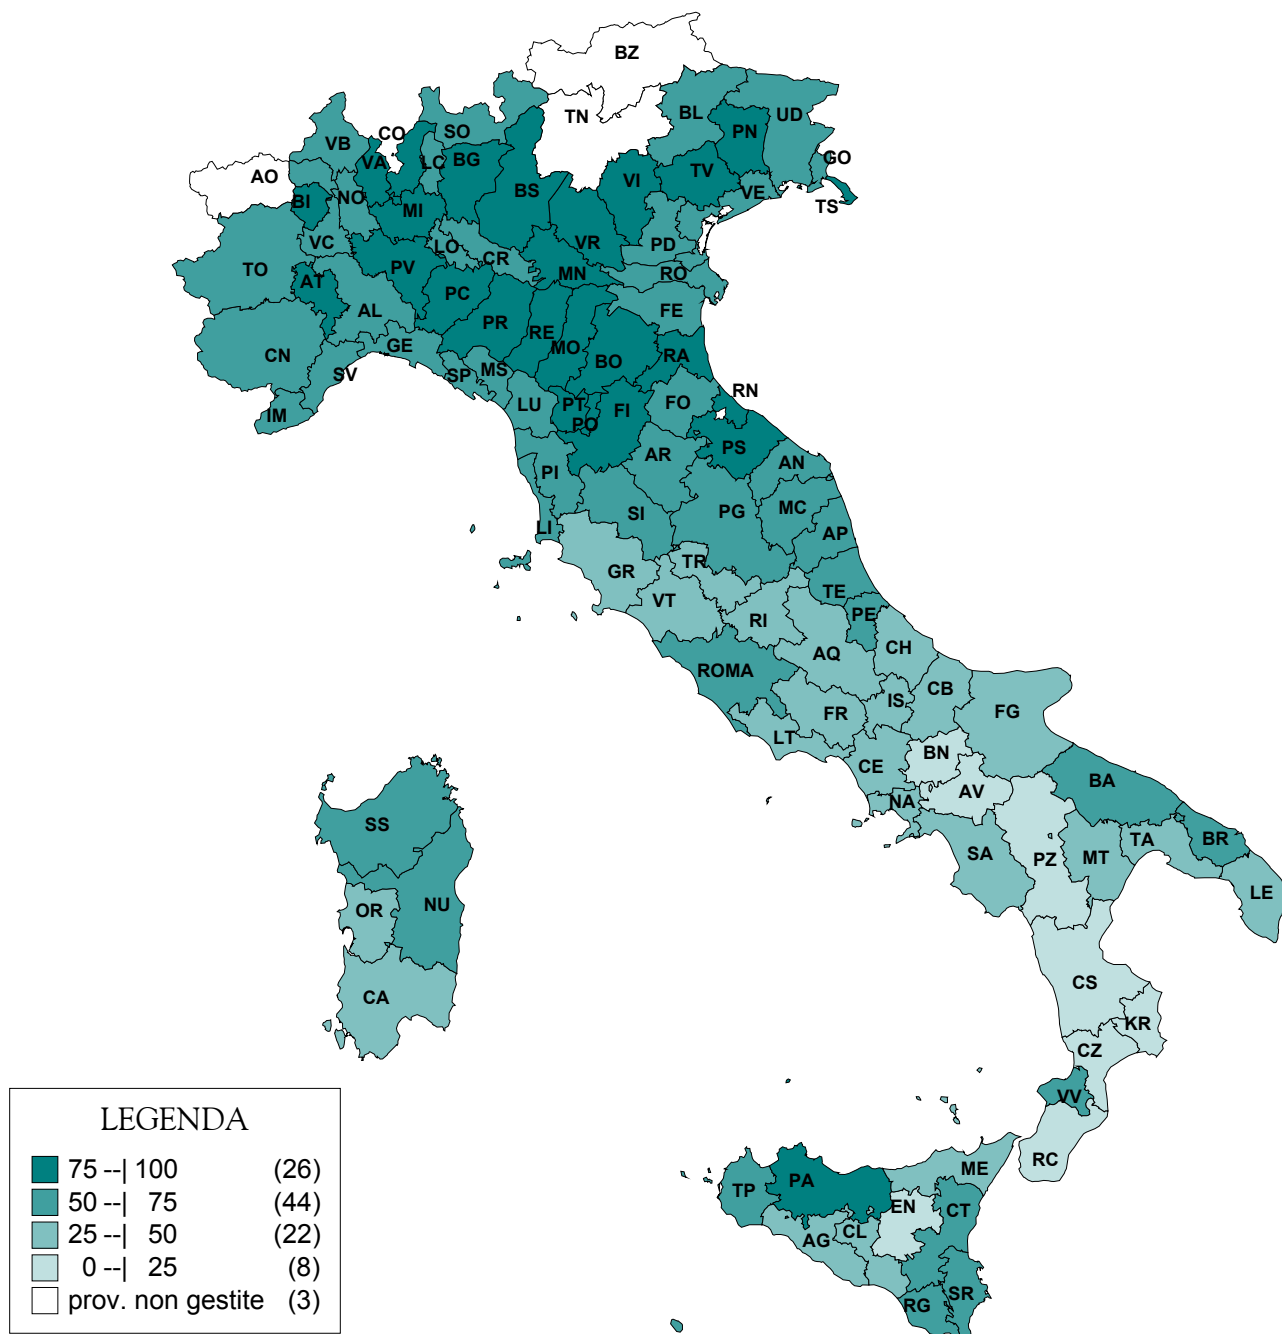 BZ
TN
BL
UD
PN
CO
SO
VB
VA
LC
BG
GO
AO
BS
VI
TV
VE
BI
NO
MI
TS
VC
LO
VR
PD
CR
TO
PV
MN
RO
AT
PC
AL
PR
FE
RE
MO
GE
CN
BO
RA
SV
SP
MS
RN
IM
LU
PT
PO
FI
FO
PS
AR
AN
PI
SI
PG
MC
LI
AP
TR
GR
VT
TE
RI
PE
AQ
CH
ROMA
CB
IS
FR
FG
LT
BN
CE
BA
AV
NA
SS
SA
PZ
MT
TA
BR
LE
OR
NU
CA
CS
KR
CZ
VV
RC
ME
PA
TP
EN
CT
AG
CL
SR
RG
LEGENDA
75 --| 100 (26)
50 --| 75 (44)
25 --| 50 (22)
0 --| 25 (8)
prov. non gestite (3)